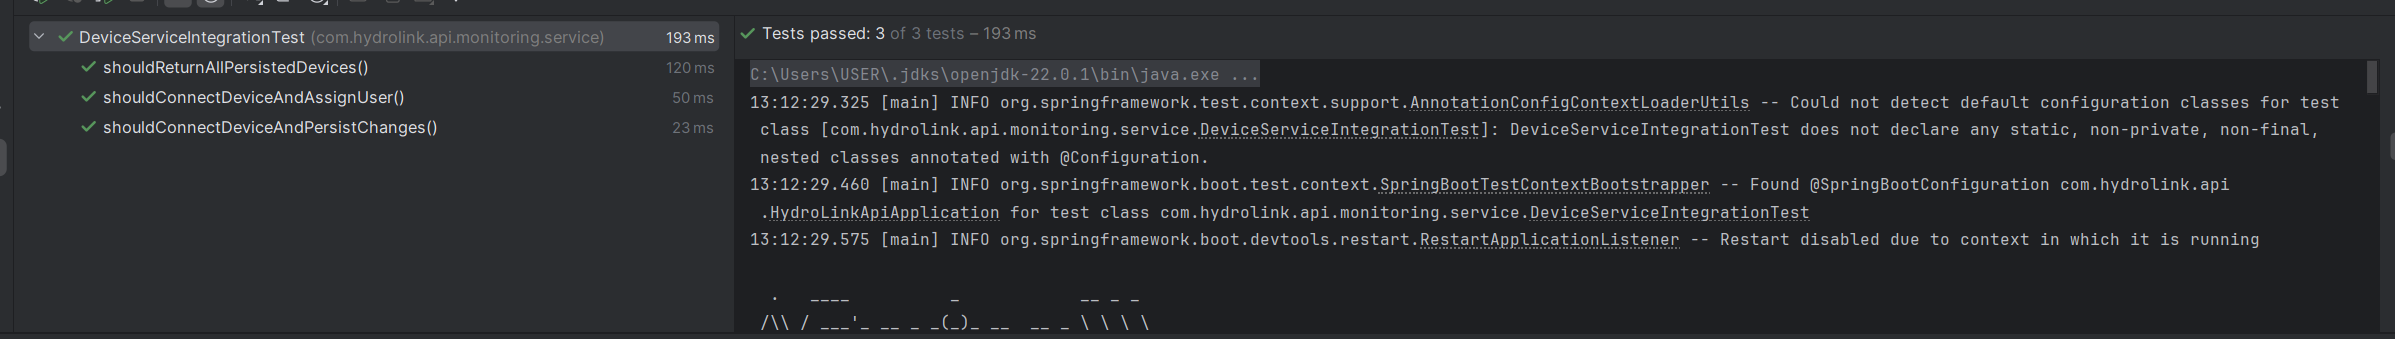 DeviceServiceIntegrationTest (com.hydrolink.api.monitoring.service) 193 ms
shouldReturnAllPersistedDevices() 120 ms
shouldConnectDeviceAndAssignUser() 50 ms
shouldConnectDeviceAndPersistChanges() 23 ms
Tests passed: 3 of 3 tests – 193 ms
C:\Users\USER\.jdks\openjdk-22.0.1\bin\java.exe ...
13:12:29.325 [main] INFO org.springframework.test.context.support.AnnotationConfigContextLoaderUtils -- Could not detect default configuration classes for test
class [com.hydrolink.api.monitoring.service.DeviceServiceIntegrationTest]: DeviceServiceIntegrationTest does not declare any static, non-private, non-final,
nested classes annotated with @Configuration.
13:12:29.460 [main] INFO org.springframework.boot.test.context.SpringBootTestContextBootstrapper -- Found @SpringBootConfiguration com.hydrolink.api
.HydroLinkApiApplication for test class com.hydrolink.api.monitoring.service.DeviceServiceIntegrationTest
13:12:29.575 [main] INFO org.springframework.boot.devtools.restart.RestartApplicationListener -- Restart disabled due to context in which it is running
  .   ____          _            __ _ _
 /\\ / ___'_ __ _ _(_)_ __  __ _ \ \ \ \